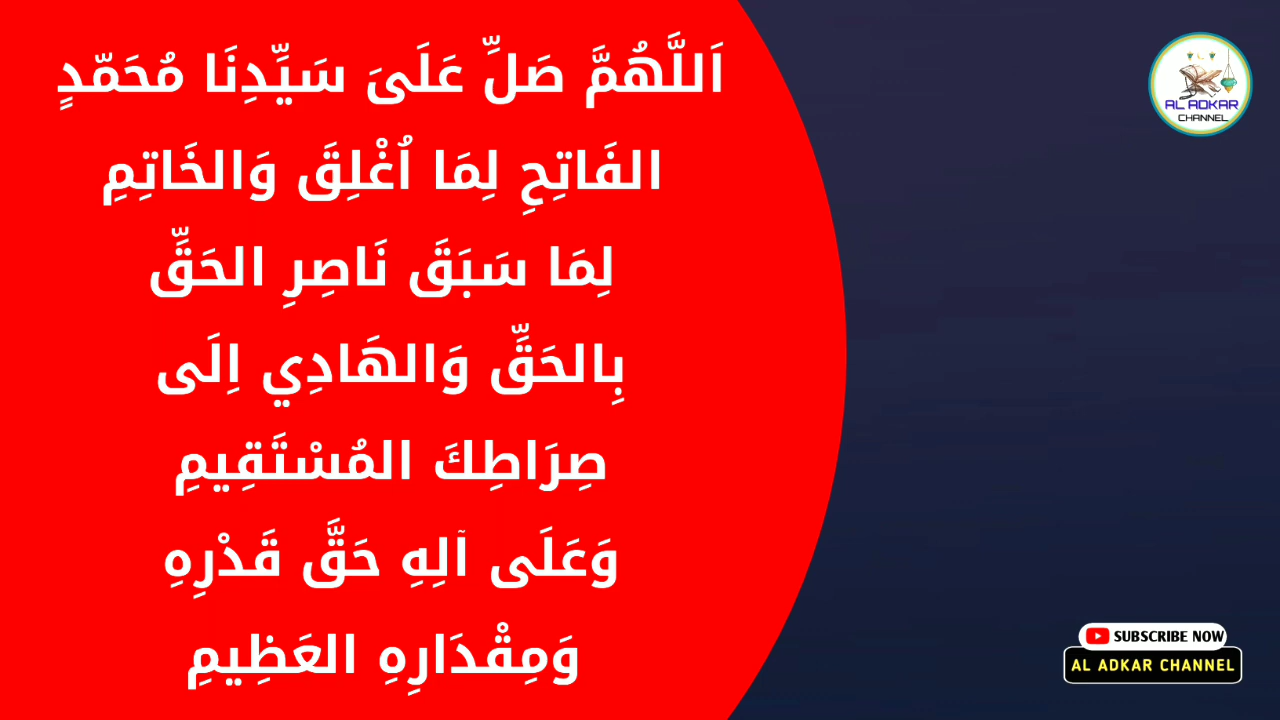 اَللَّهُمَّ صَلِّ عَلَىَ سَيِّدِنَا مُحَمّدٍ
الفَاتِحِ لِمَا اُغْلِقَ وَالخَاتِمِ
لِمَا سَبَقَ نَاصِرِ الحَقِّ
بِالحَقِّ وَالهَادِي اِلَى
صِرَاطِكَ المُسْتَقِيمِ
وَعَلَى آلِهِ حَقَّ قَدْرِهِ
وَمِقْدَارِهِ العَظِيمِ
AL ADKAR
CHANNEL
SUBSCRIBE NOW
AL ADKAR CHANNEL